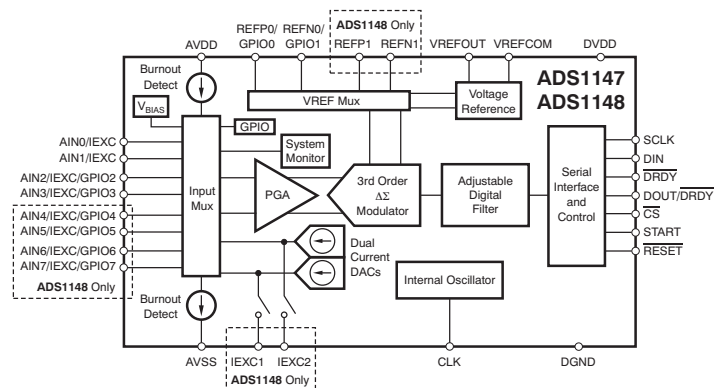 ADS1148 Only
REFP0/ REFN0/
GPIO0 GPIO1 REFP1 REFN1 VREFOUT VREFCOM
AVDD DVDD
Burnout
Detect
ADS1147
ADS1148
VBIAS
VREF Mux
Voltage
Reference
GPIO
System
Monitor
AIN0/IEXC
AIN1/IEXC
AIN2/IEXC/GPIO2
AIN3/IEXC/GPIO3
AIN4/IEXC/GPIO4
AIN5/IEXC/GPIO5
AIN6/IEXC/GPIO6
AIN7/IEXC/GPIO7
ADS1148 Only
Input
Mux
PGA
3rd Order
ΔΣ
Modulator
Adjustable
Digital
Filter
Serial
Interface
and
Control
SCLK
DIN
DRDY
DOUT/DRDY
CS
START
RESET
Dual
Current
DACs
Internal Oscillator
Burnout
Detect
AVSS IEXC1 IEXC2 CLK DGND
ADS1148 Only